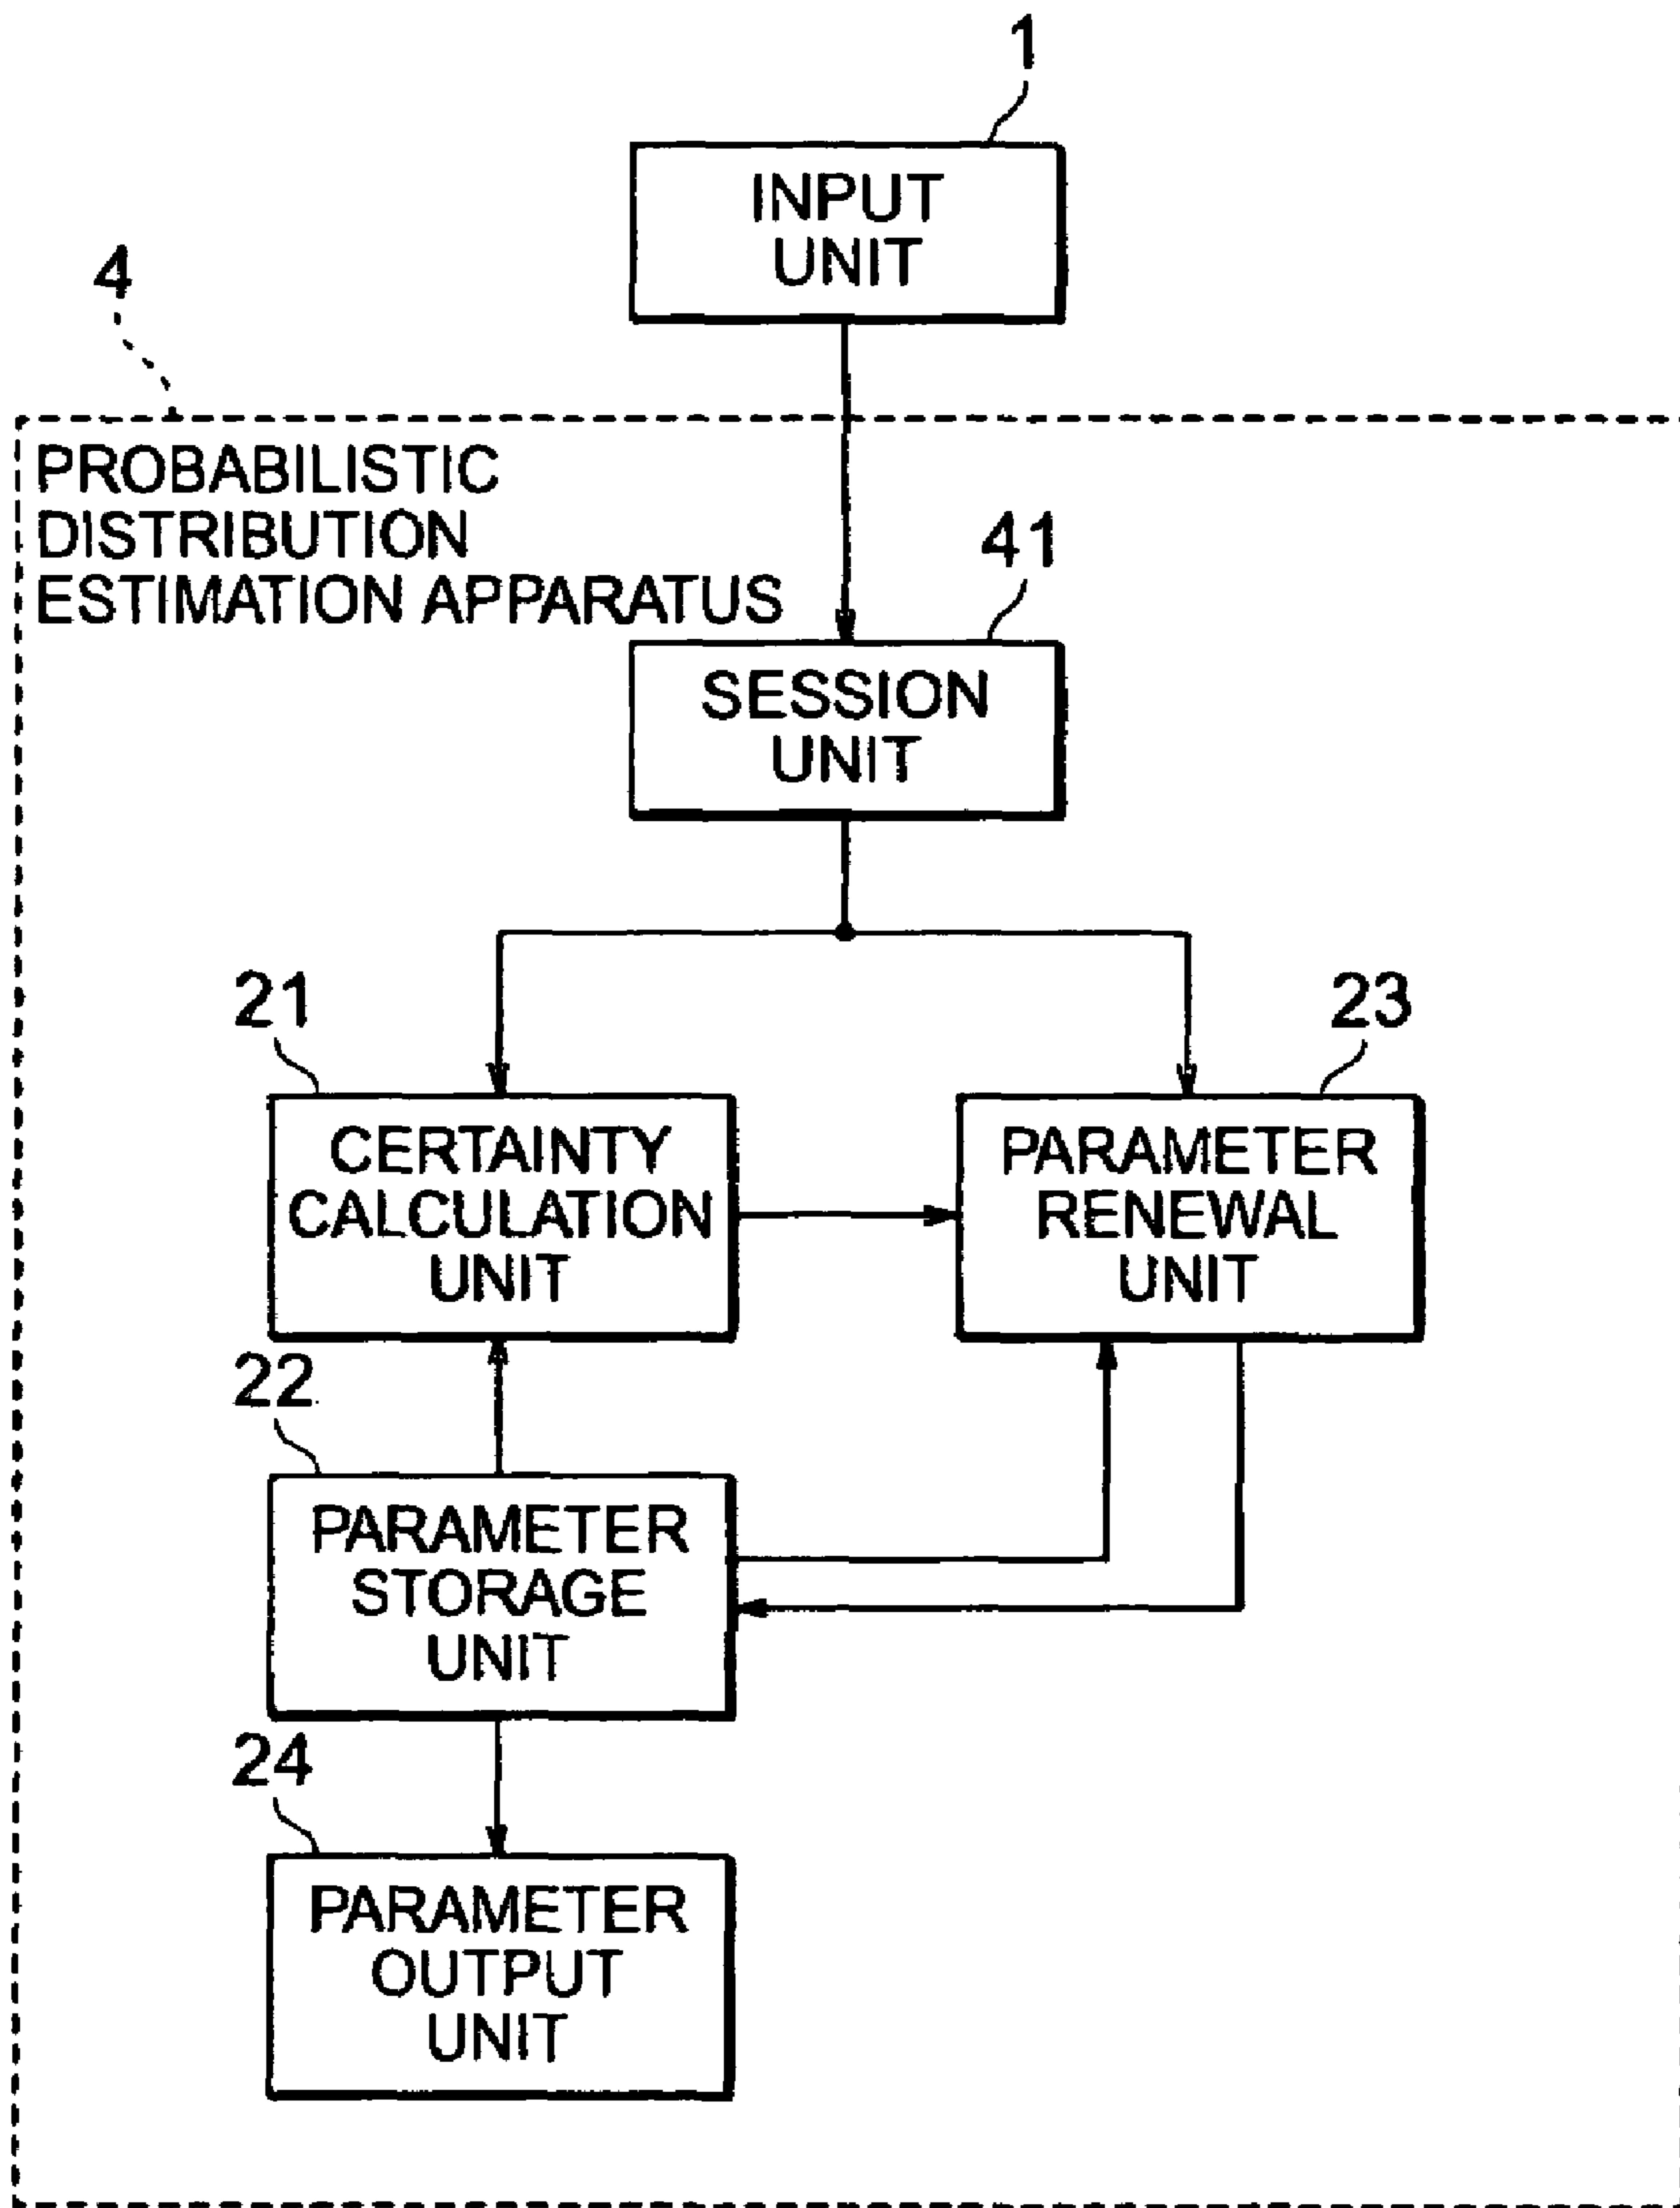 1
INPUT
UNIT
4
PROBABILISTIC
DISTRIBUTION
ESTIMATION APPARATUS
41
SESSION
UNIT
21
CERTAINTY
CALCULATION
UNIT
23
PARAMETER
RENEWAL
UNIT
22
PARAMETER
STORAGE
UNIT
24
PARAMETER
OUTPUT
UNIT